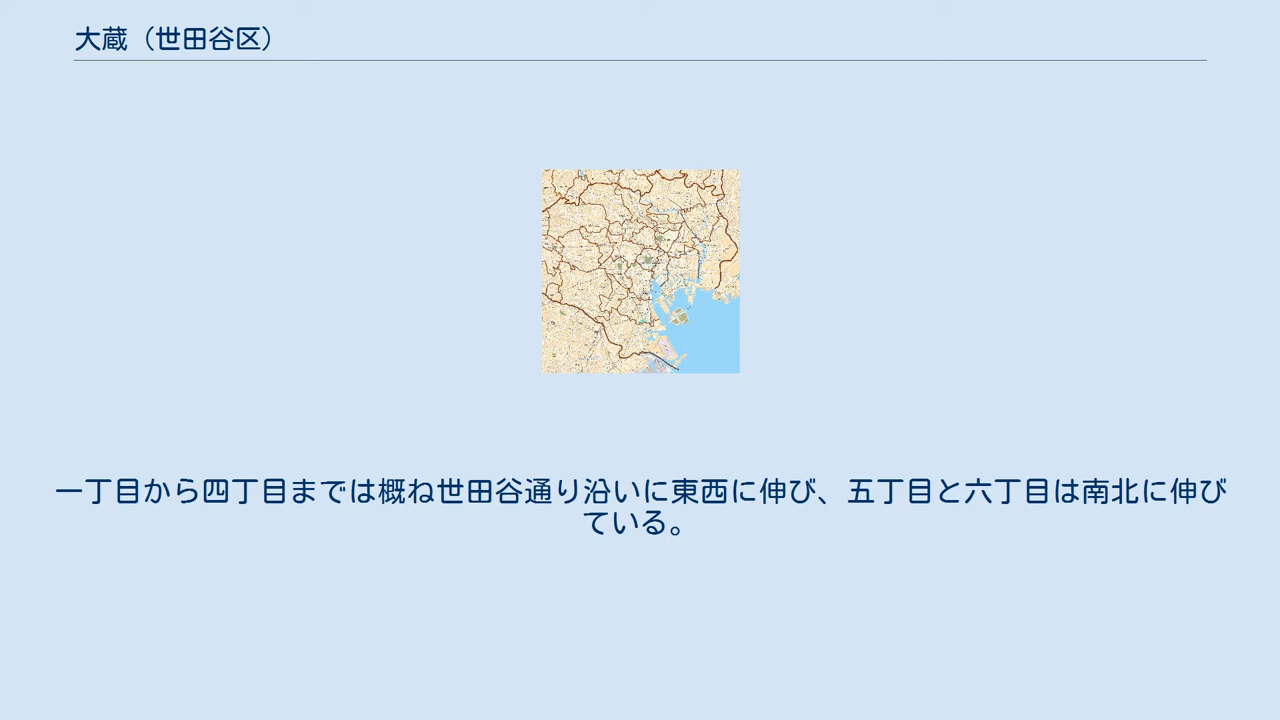 大蔵（世田谷区）
一丁目から四丁目までは概ね世田谷通り沿いに東西に伸び、五丁目と六丁目は南北に伸び
ている。